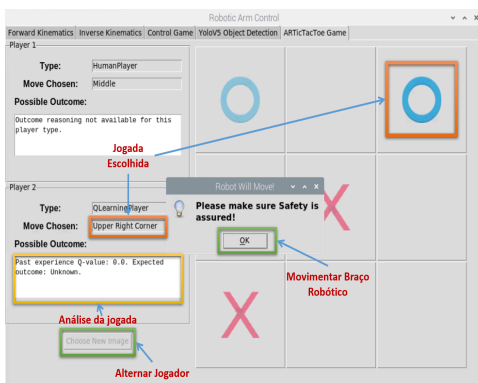 Robotic Arm Control
Forward Kinematics Inverse Kinematics Control Game YoloV5 Object Detection ARTicTacToe Game
Player 1
Type: HumanPlayer
Move Chosen: Middle
Possible Outcome:
Outcome reasoning not available for this
player type.
Jogada
Escolhida
Player 2
Type: QLearningPlayer
Move Chosen: Upper Right Corner
Possible Outcome:
Past experience Q-value: 0.0. Expected
outcome: Unknown.
Análise da jogada
Choose New Image
Alternar Jogador
Robot Will Move!
Please make sure Safety is
assured!
OK
Movimentar Braço
Robótico